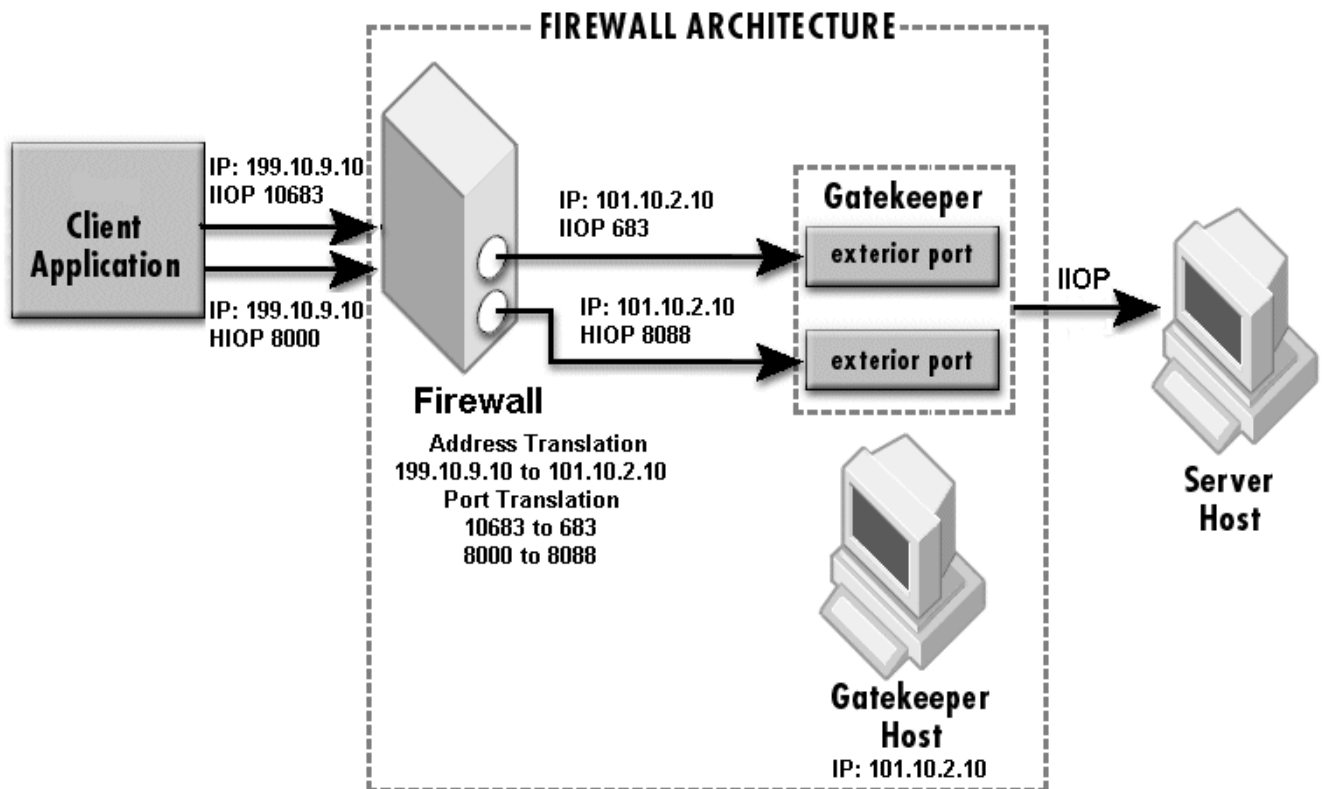 FIREWALL ARCHITECTURE
Client
Application
IP: 199.10.9.10
IIOP 10683
IP: 199.10.9.10
HIOP 8000
IP: 101.10.2.10
IIOP 683
IP: 101.10.2.10
HIOP 8088
Gatekeeper
exterior port
exterior port
IIOP
Server
Host
Firewall
Address Translation
199.10.9.10 to 101.10.2.10
Port Translation
10683 to 683
8000 to 8088
Gatekeeper
Host
IP: 101.10.2.10